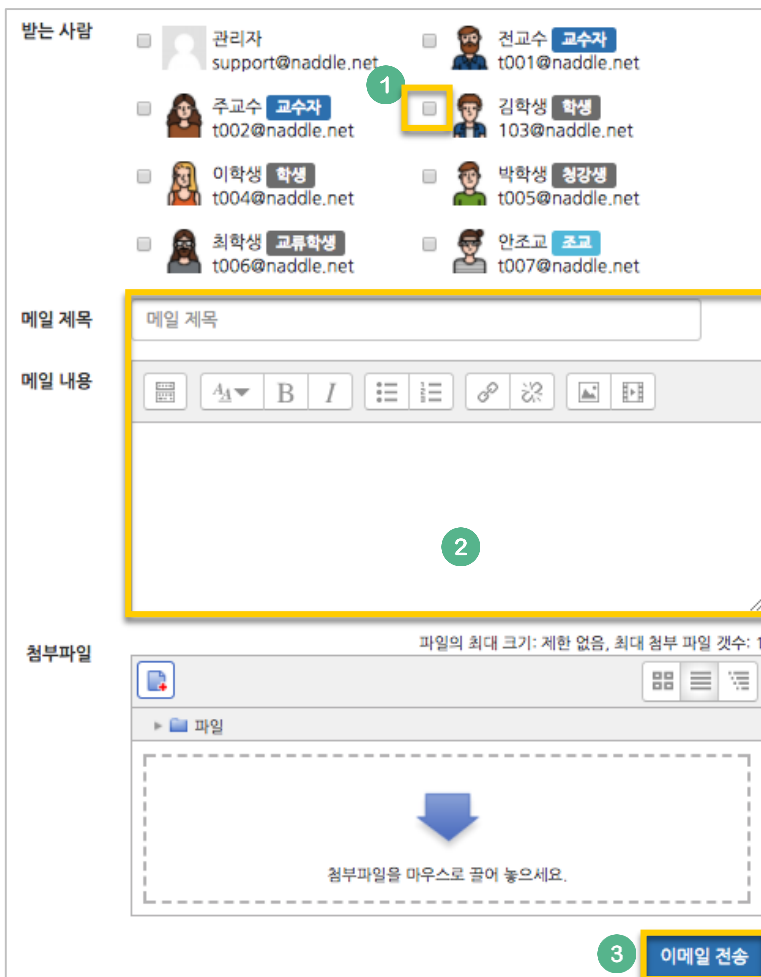 받는 사람
관리자
support@naddle.net
전교수 교수자
t001@naddle.net
1
주교수 교수자
t002@naddle.net
김학생 학생
103@naddle.net
이학생 학생
t004@naddle.net
박학생 청강생
t005@naddle.net
최학생 교류학생
t006@naddle.net
안조교 조교
t007@naddle.net
메일 제목
메일 제목
메일 내용
B I
2
첨부파일
파일의 최대 크기: 제한 없음, 최대 첨부 파일 갯수: 1
파일
첨부파일을 마우스로 끌어 놓으세요.
3
이메일 전송